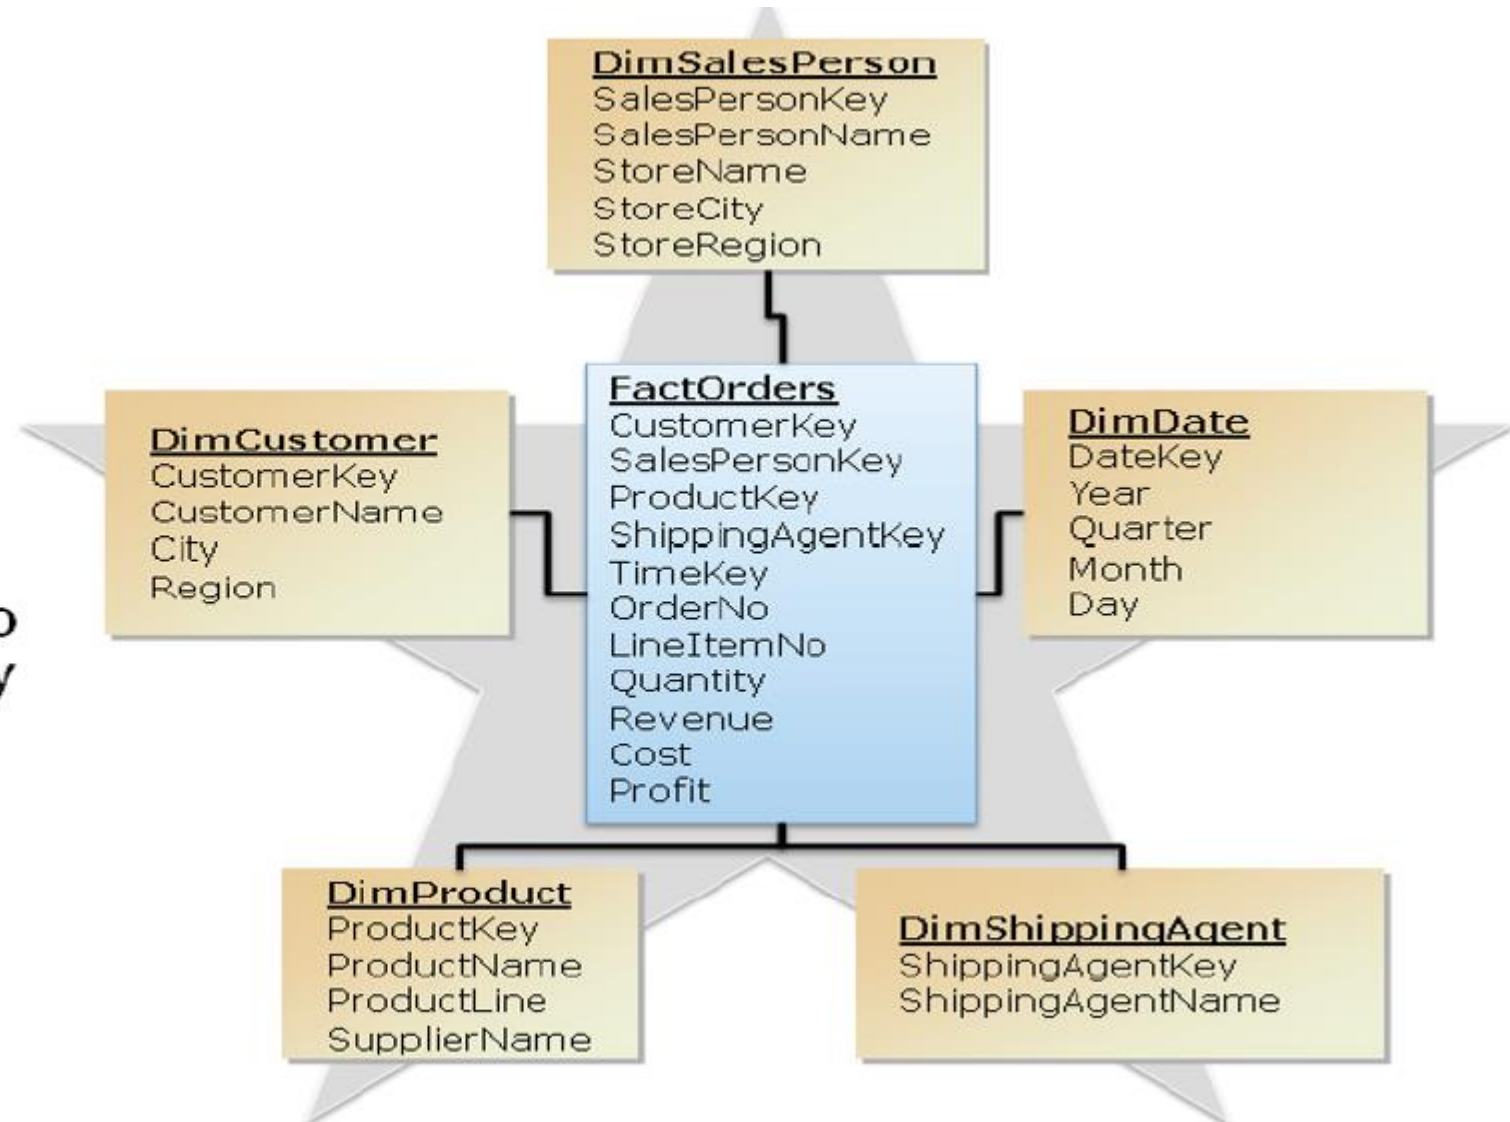 DimSalesPerson
SalesPersonKey
SalesPersonName
StoreName
StoreCity
StoreRegion
FactOrders
CustomerKey
SalesPersonKey
ProductKey
ShippingAgentKey
TimeKey
OrderNo
LineItemNo
Quantity
Revenue
Cost
Profit
DimCustomer
CustomerKey
CustomerName
City
Region
DimDate
DateKey
Year
Quarter
Month
Day
DimProduct
ProductKey
ProductName
ProductLine
SupplierName
DimShippingAgent
ShippingAgentKey
ShippingAgentName